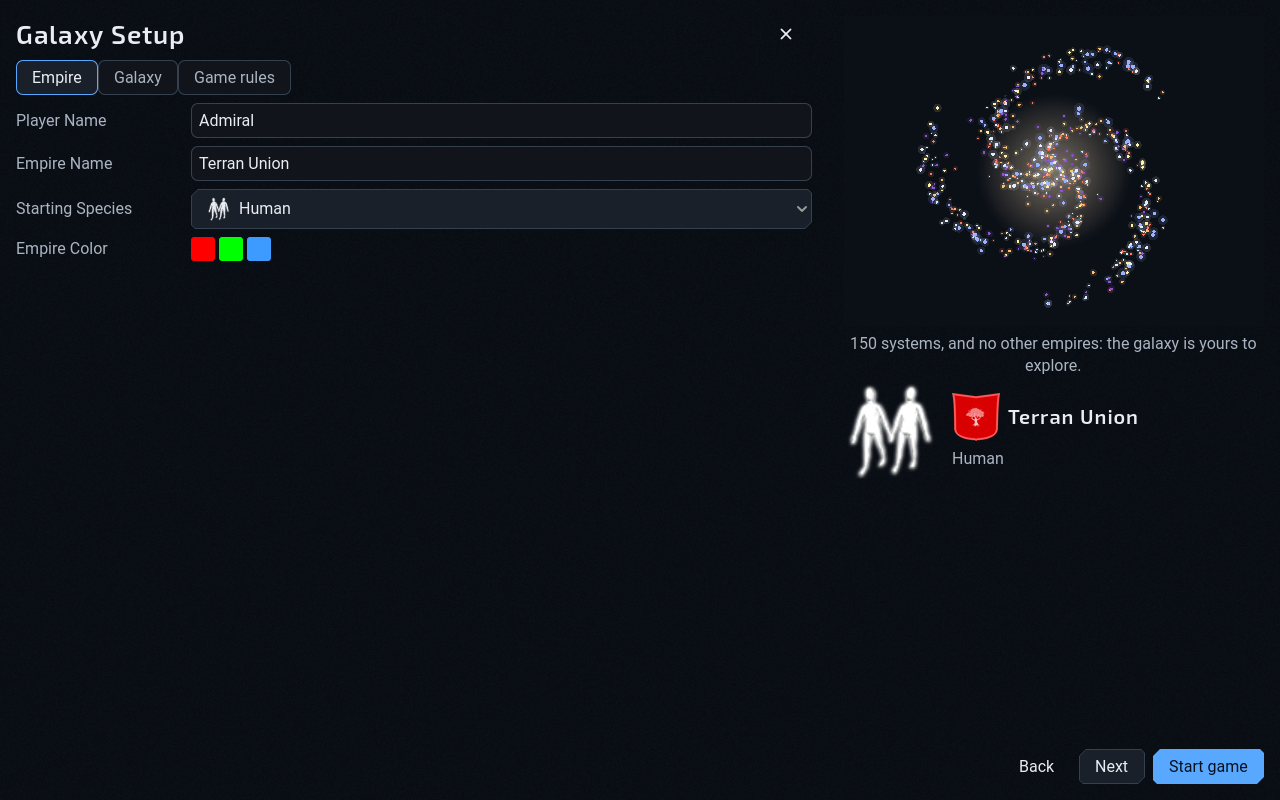 Galaxy Setup
Empire
Galaxy
Game rules
Player Name
Admiral
Empire Name
Terran Union
Starting Species
Human
Empire Color
150 systems, and no other empires: the galaxy is yours to
explore.
Terran Union
Human
Back
Next
Start game